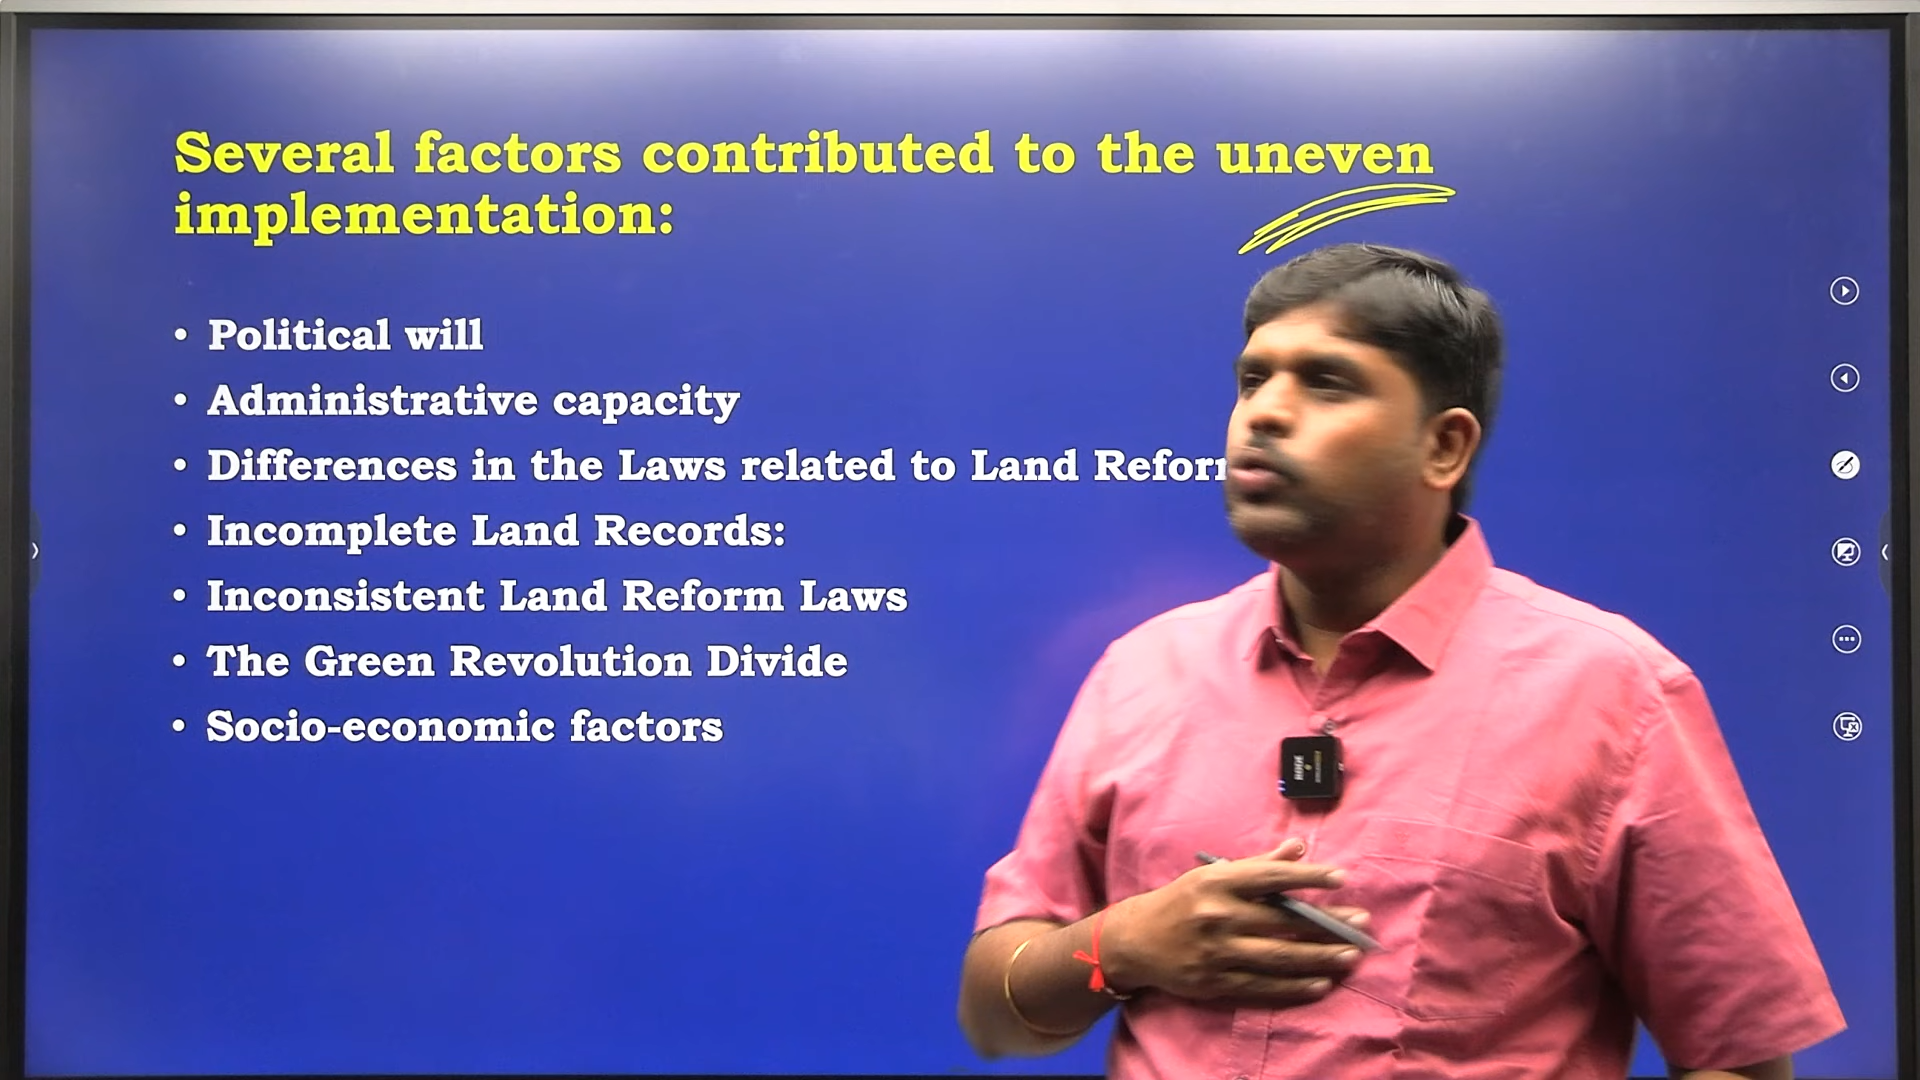 Several factors contributed to the uneven
implementation:
• Political will
• Administrative capacity
• Differences in the Laws related to Land
• Incomplete Land Records:
• Inconsistent Land Reform Laws
• The Green Revolution Divide
• Socio-economic factors
RODE